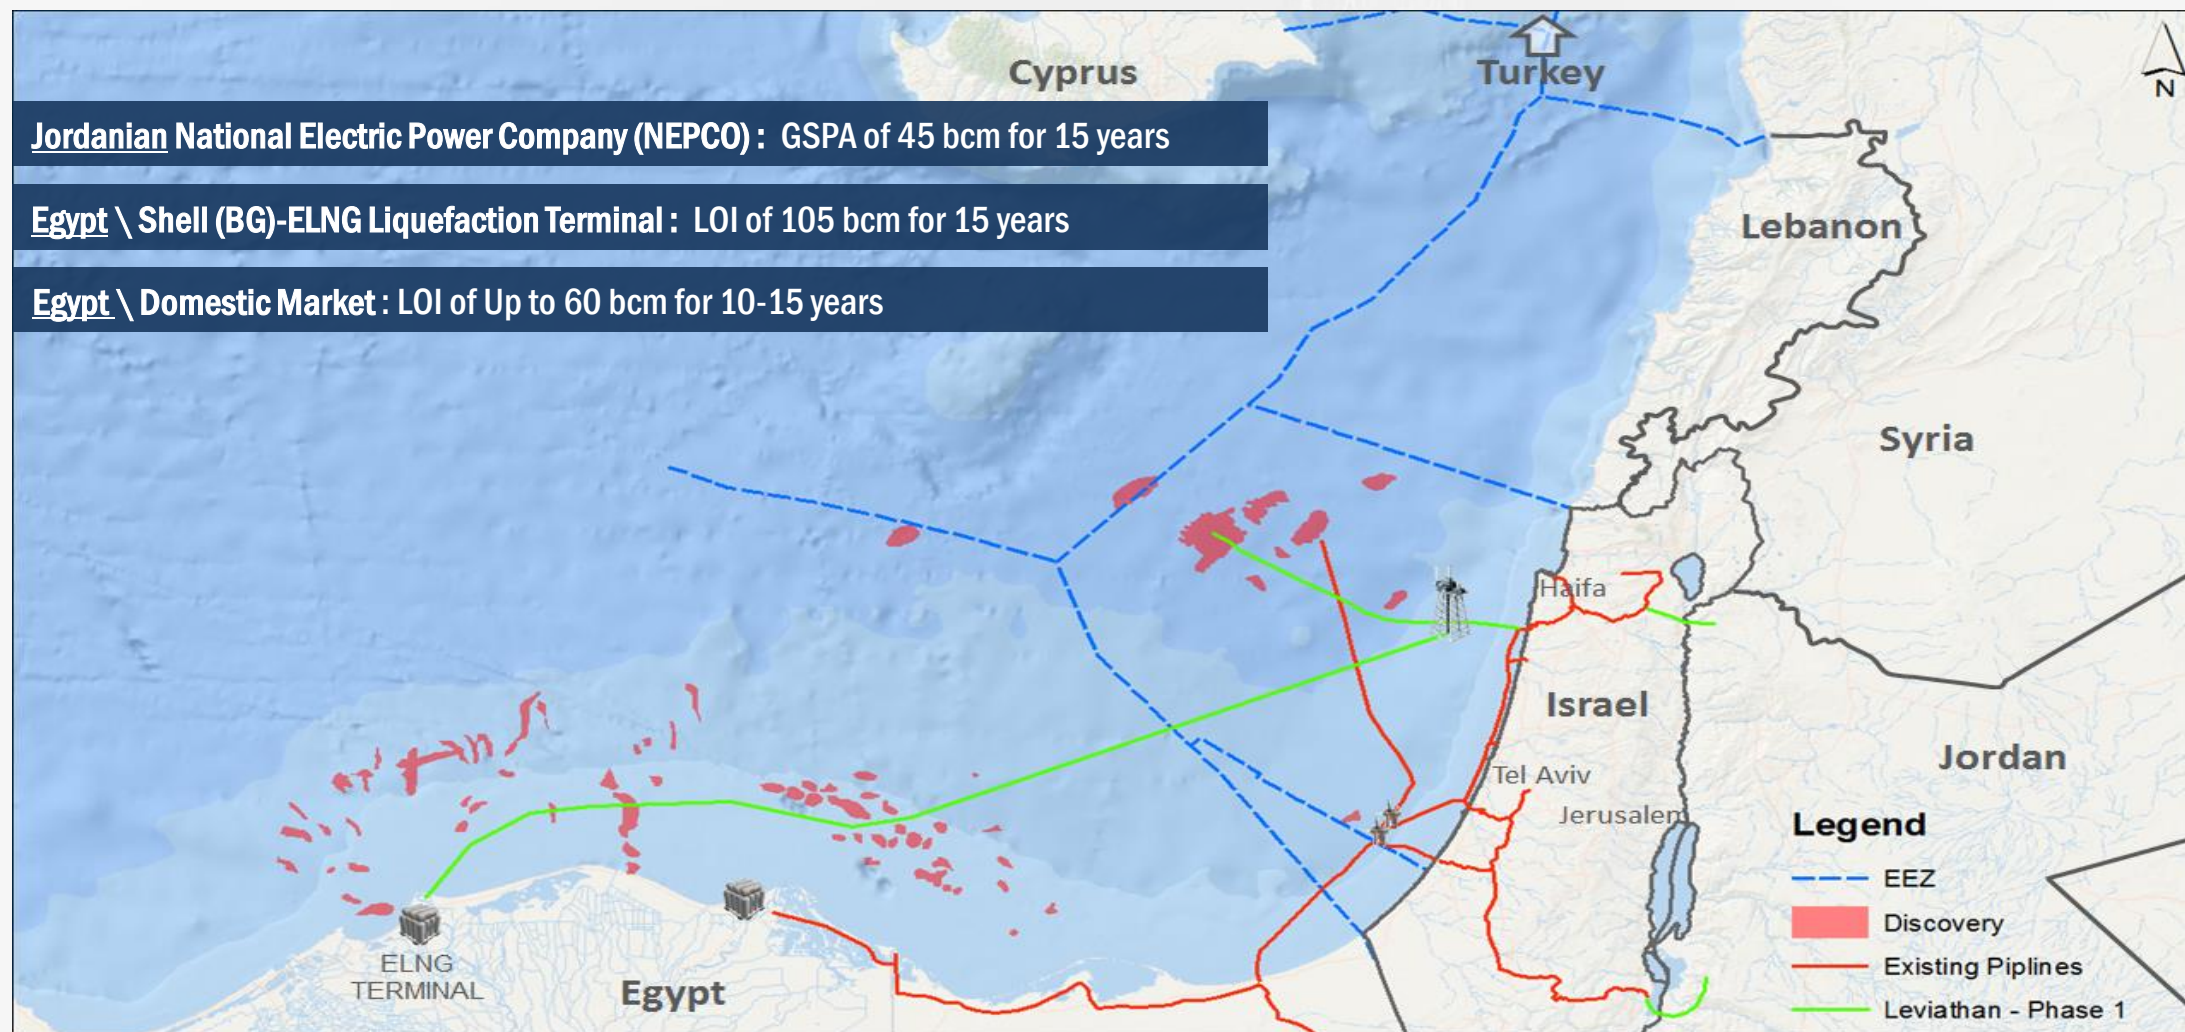 Cyprus
Turkey
N
Jordanian National Electric Power Company (NEPCO) : GSPA of 45 bcm for 15 years
Egypt \ Shell (BG)-ELNG Liquefaction Terminal : LOI of 105 bcm for 15 years
Egypt \ Domestic Market : LOI of Up to 60 bcm for 10-15 years
Lebanon
Syria
Haifa
Israel
Jordan
Tel Aviv
Jerusalem
Legend
EEZ
Discovery
Existing Piplines
Leviathan - Phase 1
ELNG
TERMINAL
Egypt